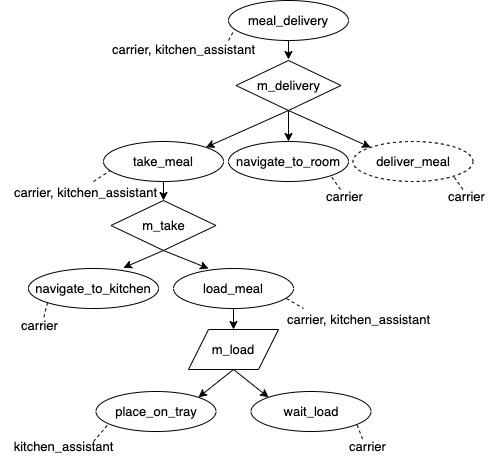 meal_delivery
carrier, kitchen_assistant
m_delivery
take_meal
navigate_to_room
deliver_meal
carrier, kitchen_assistant
carrier
carrier
m_take
navigate_to_kitchen
load_meal
carrier
carrier, kitchen_assistant
m_load
place_on_tray
wait_load
kitchen_assistant
carrier